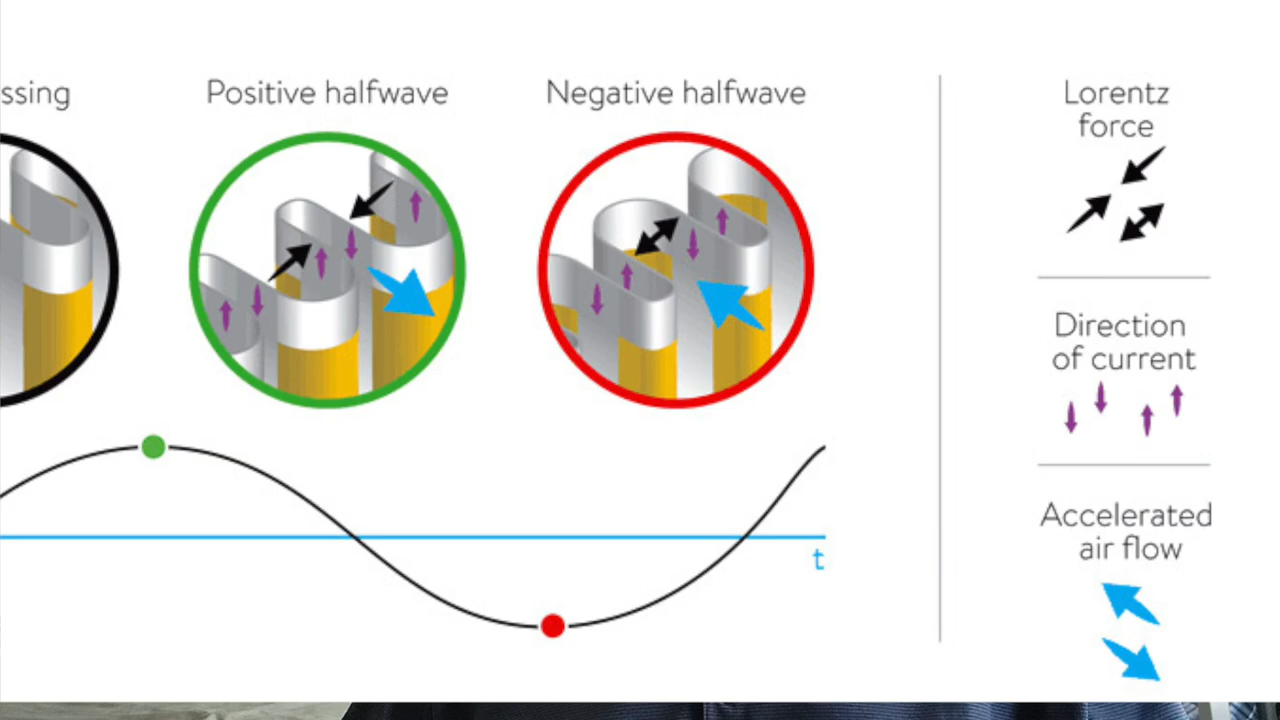 ssing
Positive halfwave
Negative halfwave
Lorentz
force
Direction
of current
Accelerated
air flow
t